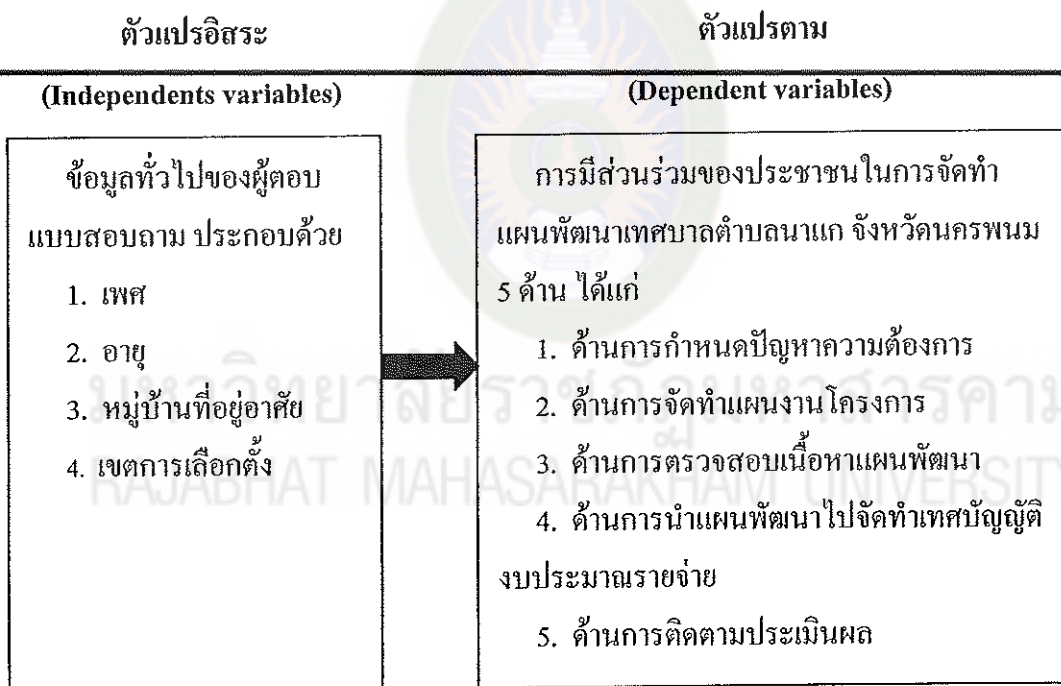 ตัวแปรอิสระ
ตัวแปรตาม
(Independents variables)
(Dependent variables)
ข้อมูลทั่วไปของผู้ตอบ
แบบสอบถาม ประกอบด้วย
1. เพศ
2. อายุ
3. หมู่บ้านที่อยู่อาศัย
4. เขตการเลือกตั้ง
การมีส่วนร่วมของประชาชนในการจัดทำ
แผนพัฒนาเทศบาลตำบลนาแก จังหวัดนครพนม
5 ด้าน ได้แก่
1. ด้านการกำหนดปัญหาความต้องการ
2. ด้านการจัดทำแผนงานโครงการ
3. ด้านการตรวจสอบเนื้อหาแผนพัฒนา
4. ด้านการนำแผนพัฒนาไปจัดทำเทศบัญญัติ
งบประมาณรายจ่าย
5. ด้านการติดตามประเมินผล
มหาวิทยาลัยราชภัฏมหาสารคาม
RAJABHAT MAHASARAKHAM UNIVERSITY